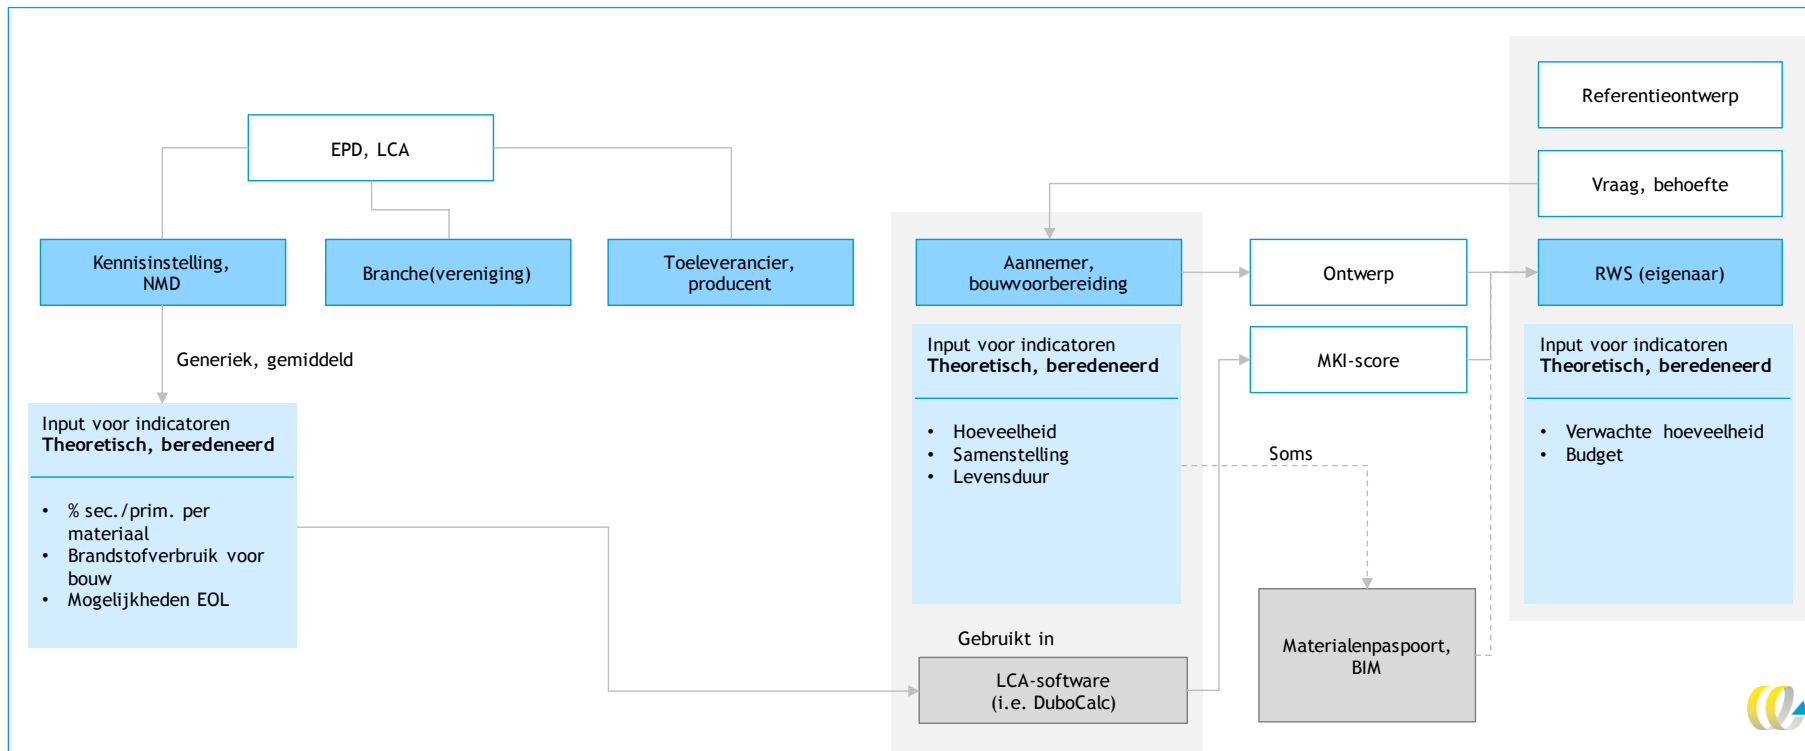 EPD, LCA
Kennisinstelling,
NMD
Branche(vereniging)
Toeleverancier,
producent
Generiek, gemiddeld
Input voor indicatoren
Theoretisch, beredeneerd
• % sec./prim. per
materiaal
• Brandstofverbruik voor
bouw
• Mogelijkheden EOL
Aannemer,
bouwvoorbereiding
Input voor indicatoren
Theoretisch, beredeneerd
• Hoeveelheid
• Samenstelling
• Levensduur
Gebruikt in
LCA-software
(i.e. DuboCalc)
Ontwerp
MKI-score
Soms
Materialenpaspoort,
BIM
Referentieontwerp
Vraag, behoefte
RWS (eigenaar)
Input voor indicatoren
Theoretisch, beredeneerd
• Verwachte hoeveelheid
• Budget